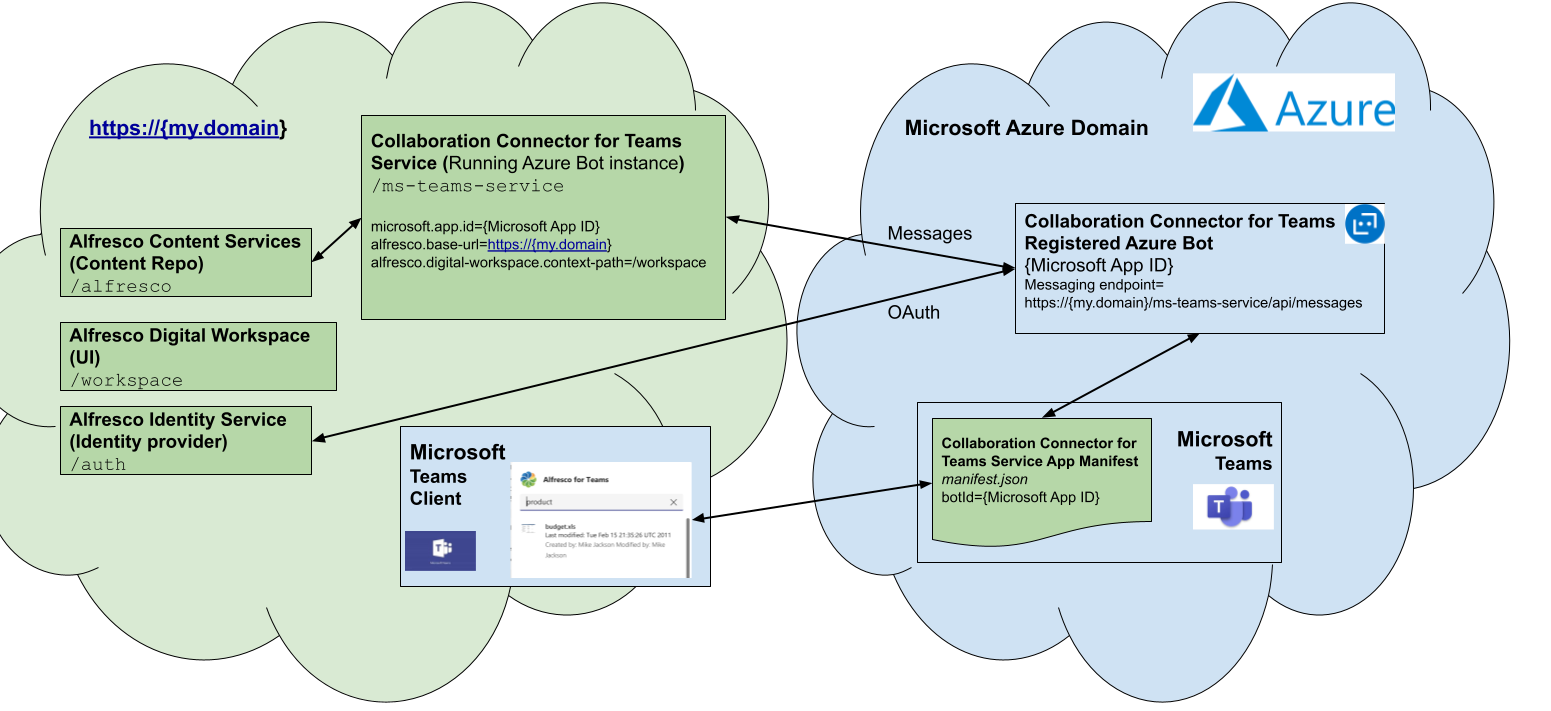 https://{my.domain}
Collaboration Connector for Teams
Service (Running Azure Bot instance)
/ms-teams-service
microsoft.app.id={Microsoft App ID}
alfresco.base-url=https://{my.domain}
alfresco.digital-workspace.context-path=/workspace
Alfresco Content Services
(Content Repo)
/alfresco
Alfresco Digital Workspace
(UI)
/workspace
Alfresco Identity Service
(Identity provider)
/auth
Microsoft
Teams
Client
Alfresco for Teams
product
budget.xls
Last modified: Tue Feb 15 21:35:26 UTC 2011
Created by: Mike Jackson Modified by: Mike
Jackson
Messages
OAuth
Microsoft Azure Domain
Azure
Collaboration Connector for Teams
Registered Azure Bot
{Microsoft App ID}
Messaging endpoint=
https://{my.domain}/ms-teams-service/api/messages
Collaboration Connector for
Teams Service App Manifest
manifest.json
botId={Microsoft App ID}
Microsoft
Teams